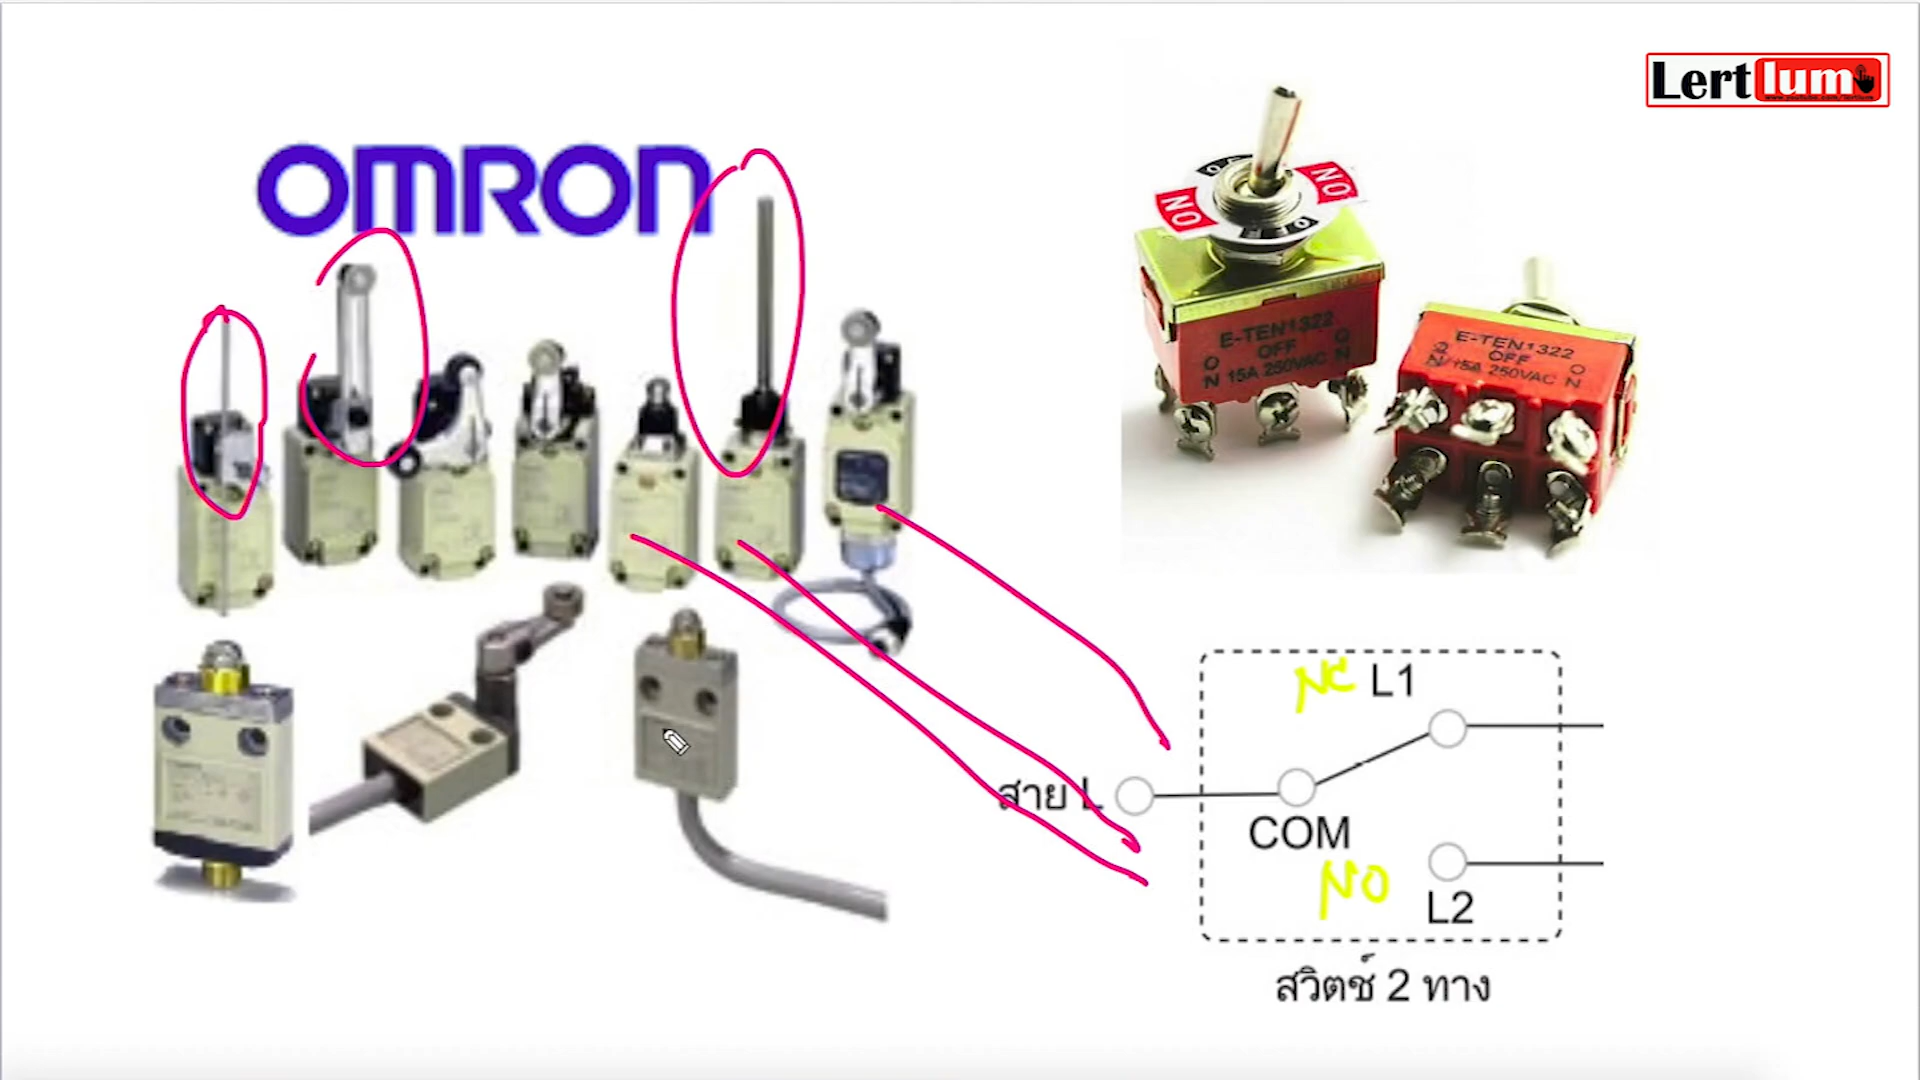 Lertlum
OMRON
ON
ON
E-TEN1322
OFF
O
N 15A 250VAC
O
N
E-TEN1322
OFF
O
N 15A 250VAC
O
N
NC L1
สาย L
COM
NO
L2
สวิตช์ 2 ทาง